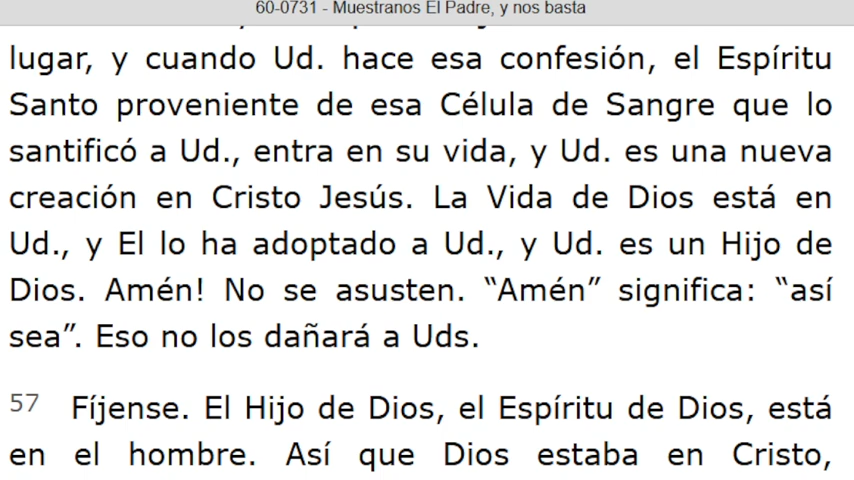 60-0731 - Muestranos El Padre, y nos basta
lugar, y cuando Ud. hace esa confesión, el Espíritu
Santo proveniente de esa Célula de Sangre que lo
santificó a Ud., entra en su vida, y Ud. es una nueva
creación en Cristo Jesús. La Vida de Dios está en
Ud., y El lo ha adoptado a Ud., y Ud. es un Hijo de
Dios. Amén! No se asusten. “Amén” significa: “así
sea”. Eso no los dañará a Uds.
57 Fíjense. El Hijo de Dios, el Espíritu de Dios, está
en el hombre. Así que Dios estaba en Cristo,